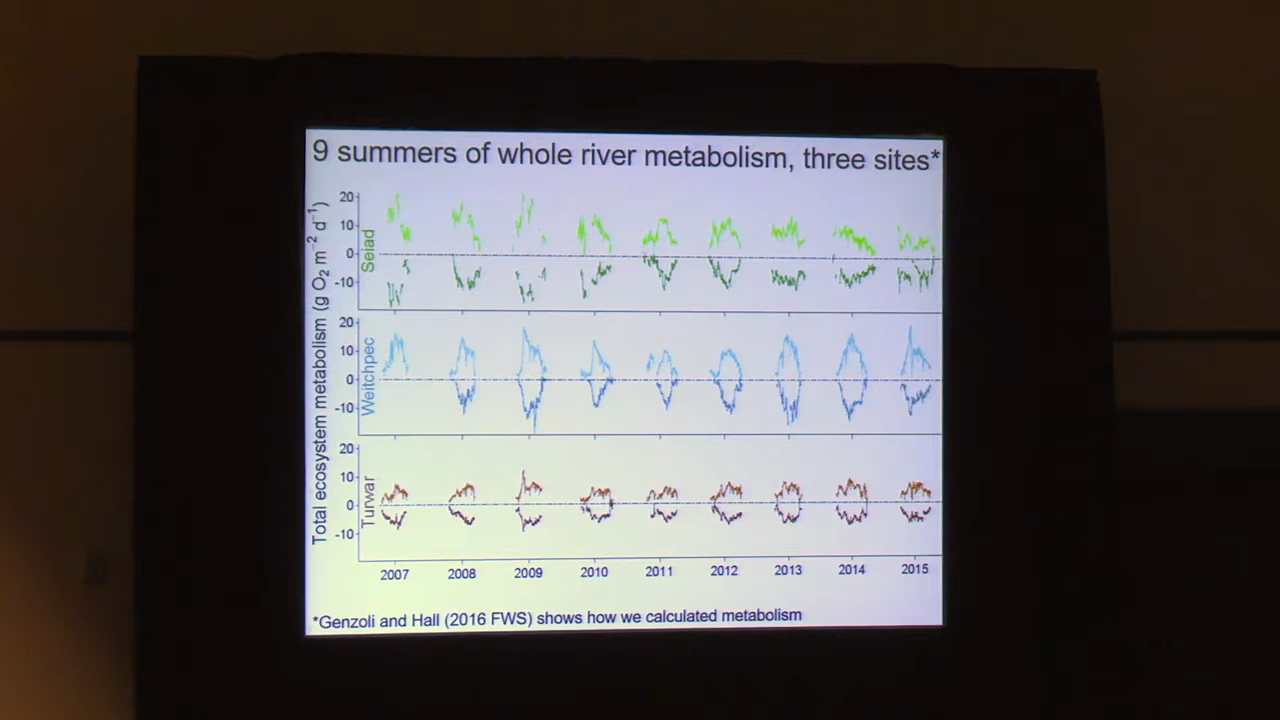 9 summers of whole river metabolism, three sites*
Total ecosystem metabolism (g O₂ m⁻² d⁻¹)
20
10
0
-10
Seiad
20
10
0
-10
Weitchpec
20
10
0
-10
Turwar
2007 2008 2009 2010 2011 2012 2013 2014 2015
*Genzoli and Hall (2016 FWS) shows how we calculated metabolism